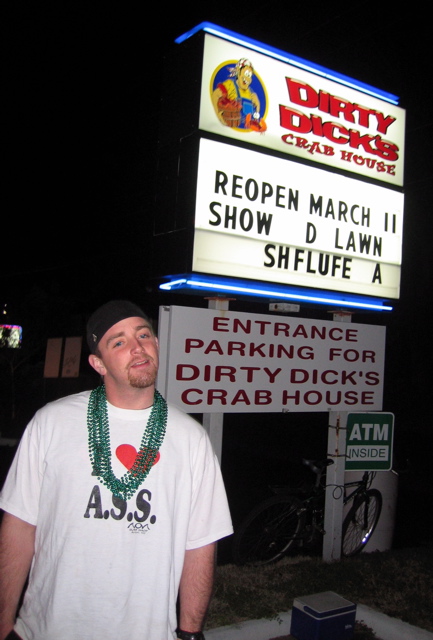 DIRTY
DICK'S
CRAB HOUSE
REOPEN MARCH 11
SHOW D LAWN
SHFLUFE A
ENTRANCE
PARKING FOR
DIRTY DICK'S
CRAB HOUSE
ATM
INSIDE
A.S.S.